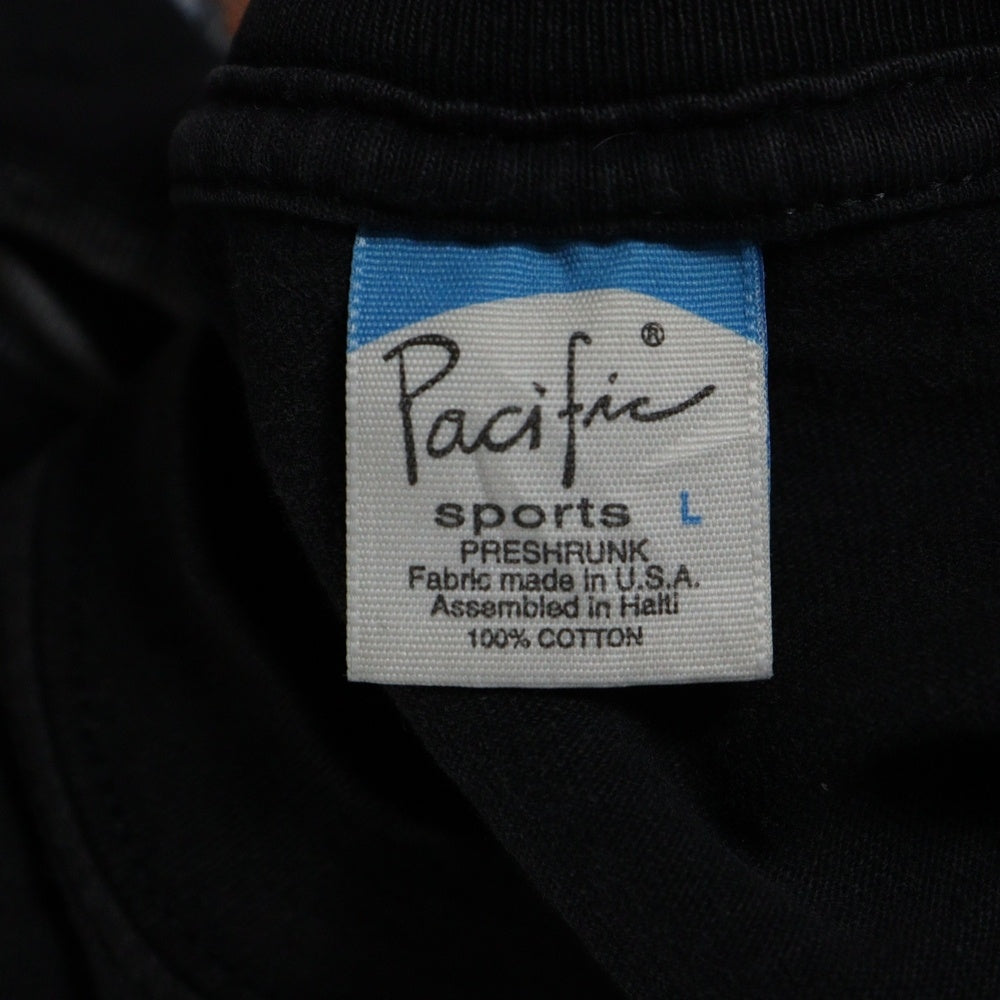 Pacific®
sports L
PRESHRUNK
Fabric made in U.S.A.
Assembled in Haiti
100% COTTON